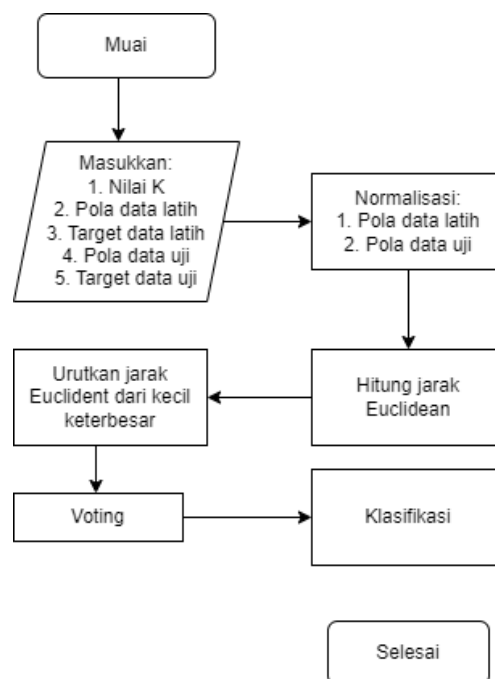 Muai
Masukkan:
1. Nilai K
2. Pola data latih
3. Target data latih
4. Pola data uji
5. Target data uji
Normalisasi:
1. Pola data latih
2. Pola data uji
Hitung jarak
Euclidean
Urutkan jarak
Euclident dari kecil
keterbesar
Voting
Klasifikasi
Selesai